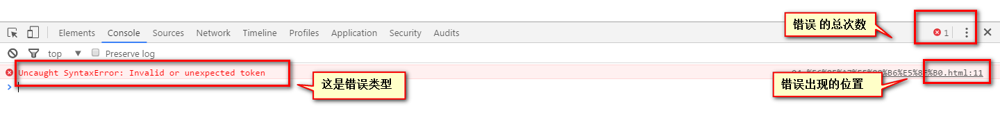 错误 的总次数
Elements Console Sources Network Timeline Profiles Application Security Audits 1
top Preserve log
Uncaught SyntaxError: Invalid or unexpected token B0.html:11
这是错误类型
错误出现的位置